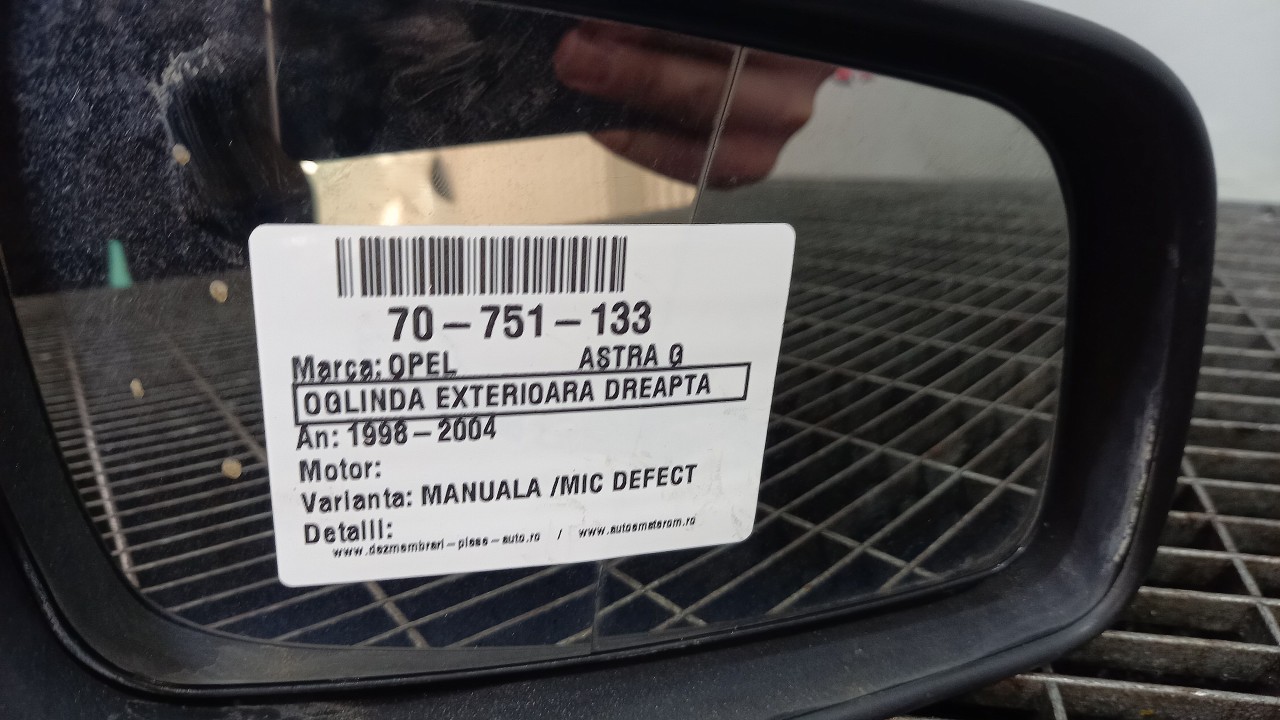 70-751-133
Marca: OPEL ASTRA G
OGLINDA EXTERIOARA DREAPTA
An: 1998-2004
Motor:
Varianta: MANUALA /MIC DEFECT
Detalii:
www.dezmembrari-piese-auto.ro / www.autoematerom.ro